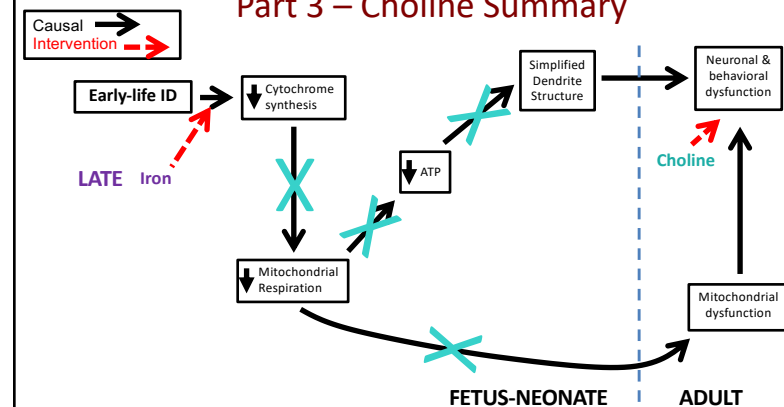 Part 3 – Choline Summary
Causal
Intervention
Early-life ID
Cytochrome
synthesis
Simplified
Dendrite
Structure
Neuronal &
behavioral
dysfunction
LATE Iron
ATP
Choline
Mitochondrial
Respiration
Mitochondrial
dysfunction
FETUS-NEONATE
ADULT